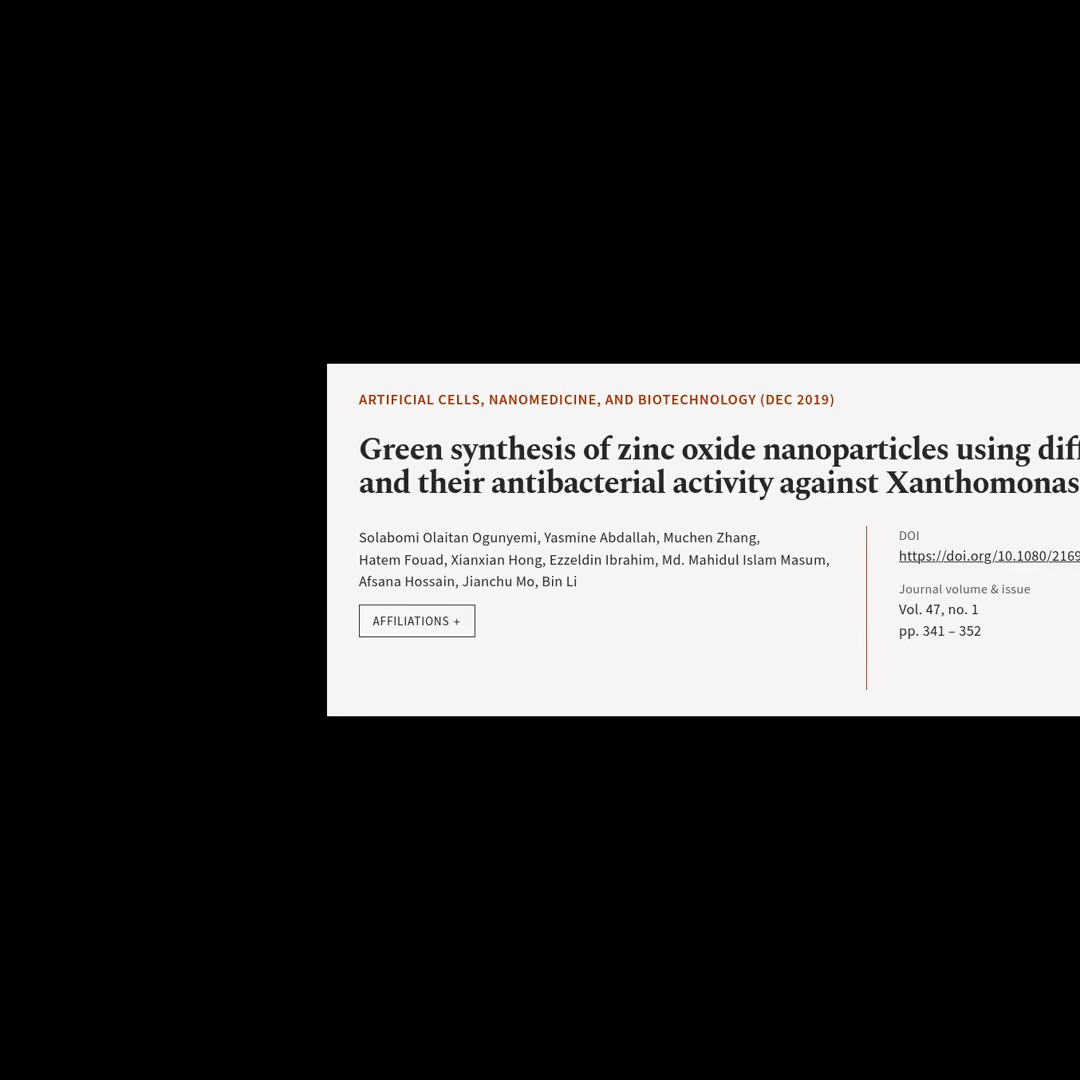 ARTIFICIAL CELLS, NANOMEDICINE, AND BIOTECHNOLOGY (DEC 2019)
Green synthesis of zinc oxide nanoparticles using
and their antibacterial activity against Xanthomonas
Solabomi Olaitan Ogunyemi, Yasmine Abdallah, Muchen Zhang,
Hatem Fouad, Xianxian Hong, Ezzeldin Ibrahim, Md. Mahidul Islam Masum,
Afsana Hossain, Jianchu Mo, Bin Li
AFFILIATIONS +
DOI
https://doi.org/10.1080/2169
Journal volume & issue
Vol. 47, no. 1
pp. 341 – 352